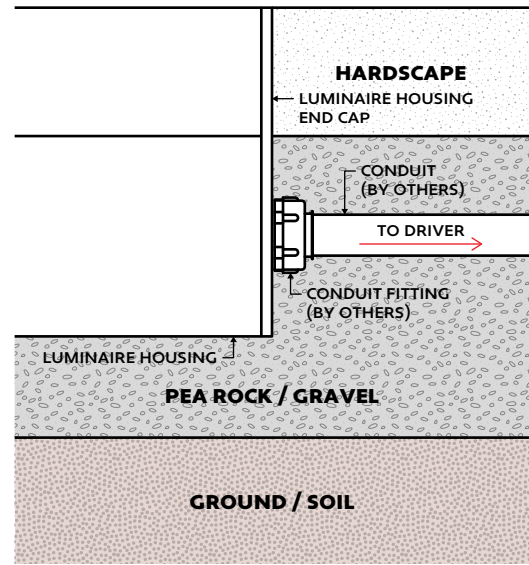 HARDSCAPE
LUMINAIRE HOUSING
END CAP
CONDUIT
(BY OTHERS)
TO DRIVER
CONDUIT FITTING
(BY OTHERS)
LUMINAIRE HOUSING
PEA ROCK / GRAVEL
GROUND / SOIL